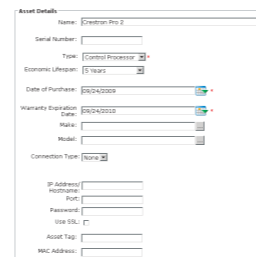 Asset Details
Name: Crestron Pro 2
Serial Number:
Type: Control Processor *
Economic Lifespan: 5 Years
Date of Purchase: 09/24/2009 *
Warranty Expiration
Date: 09/24/2010 *
Make: ...
Model: ...
Connection Type: None
IP Address/
Hostname:
Port:
Password:
Use SSL:
Asset Tag:
MAC Address: